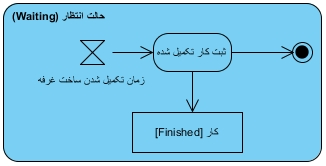 حالت انتظار (Waiting)
ثبت کار تکمیل شده
زمان تکمیل شدن ساخت غرفه
کار [Finished]